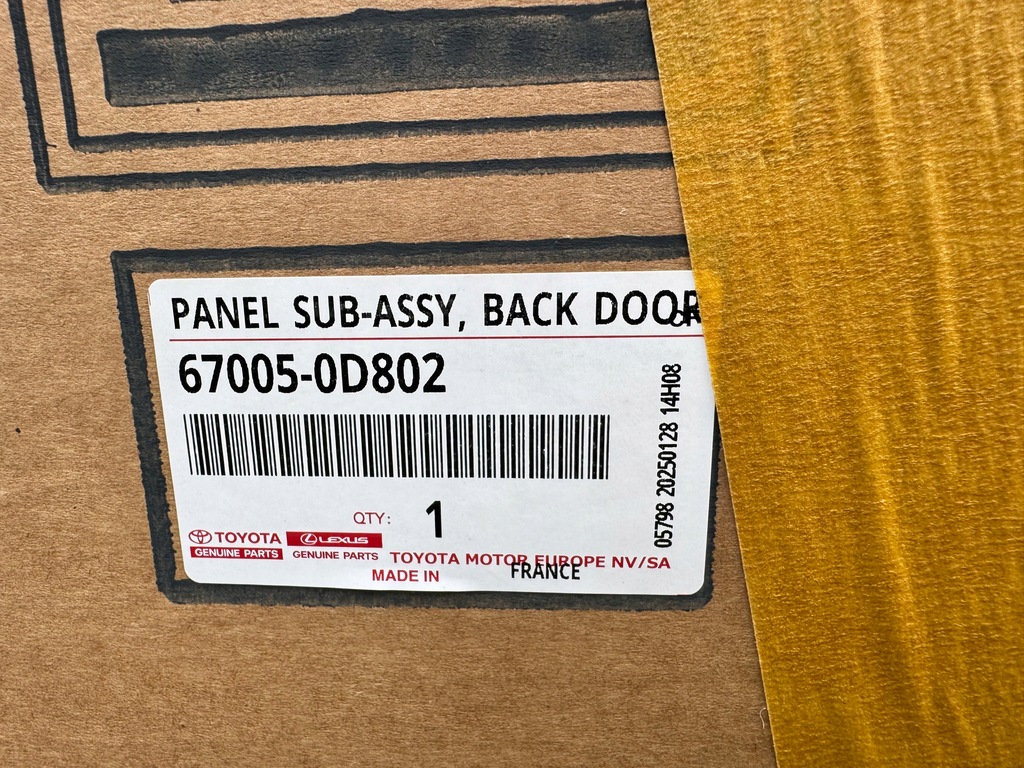 PANEL SUB-ASSY, BACK DOOR
67005-0D802
05798 20250128 14H08
QTY: 1
TOYOTA
GENUINE PARTS
LEXUS
GENUINE PARTS
TOYOTA MOTOR EUROPE NV/SA
MADE IN FRANCE